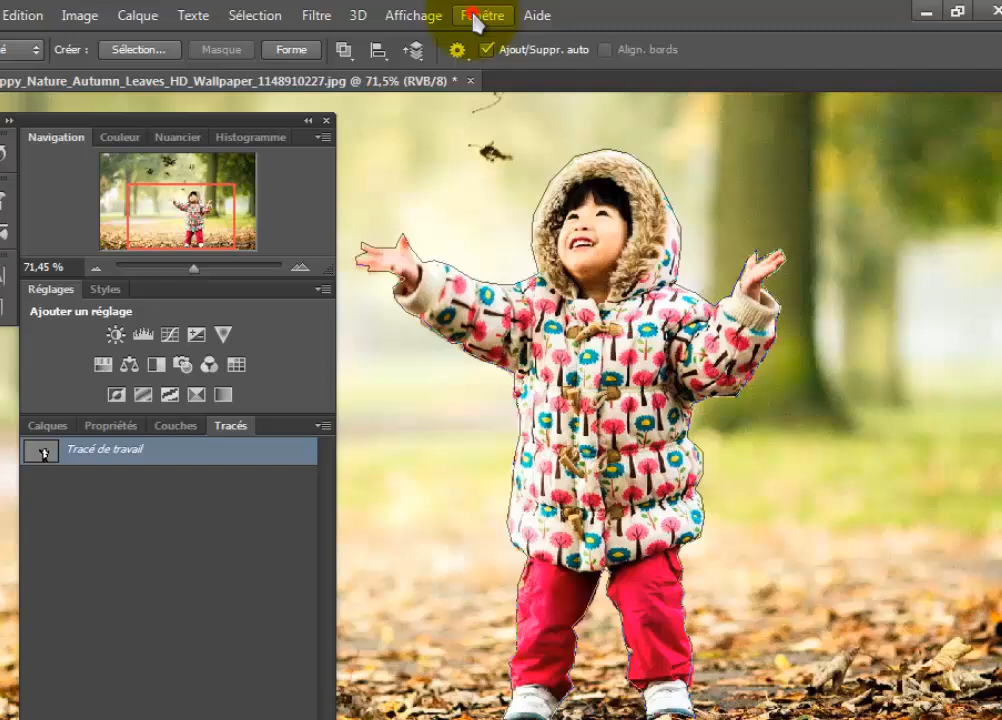 Edition Image Calque Texte Sélection Filtre 3D Affichage Fenêtre Aide
é Créer : Sélection... Masque Forme Ajout/Suppr. auto Align. bords
ppy_Nature_Autumn_Leaves_HD_Wallpaper_1148910227.jpg @ 71,5% (RVB/8) *
Navigation Couleur Nuancier Histogramme
71,45 %
Réglages Styles
Ajouter un réglage
Calques Propriétés Couches Tracés
Tracé de travail